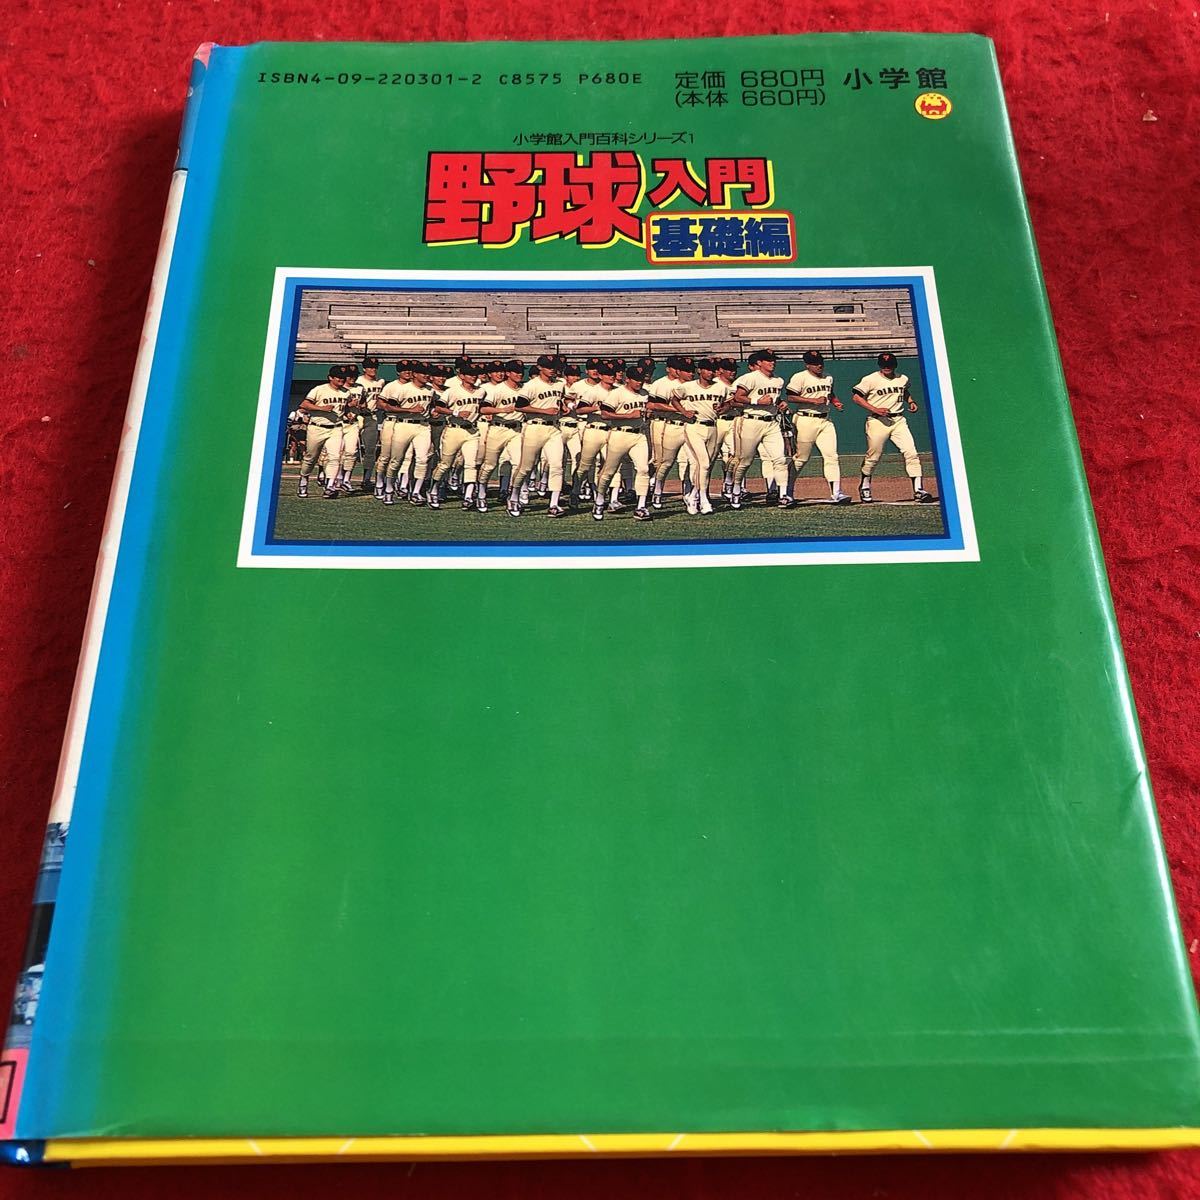 ISBN4-09-220301-2 C8575 P680E
定価 680円 小学館
(本体 660円)
小学館入門百科シリーズ1
野球入門
基礎編
GIANTS